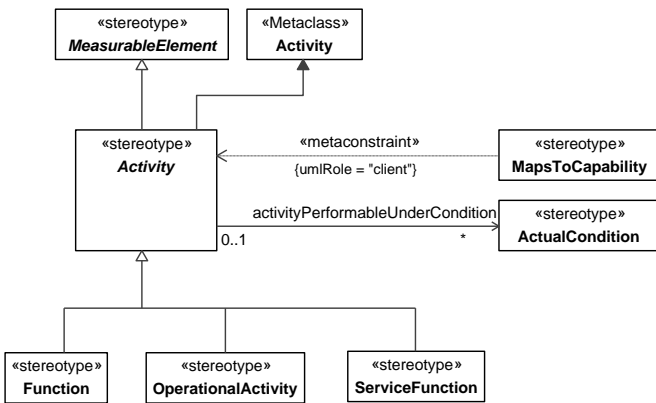 «stereotype»
MeasurableElement
«Metaclass»
Activity
«stereotype»
Activity
«metaconstraint»
{umlRole = "client"}
«stereotype»
MapsToCapability
activityPerformableUnderCondition
0..1
*
«stereotype»
ActualCondition
«stereotype»
Function
«stereotype»
OperationalActivity
«stereotype»
ServiceFunction